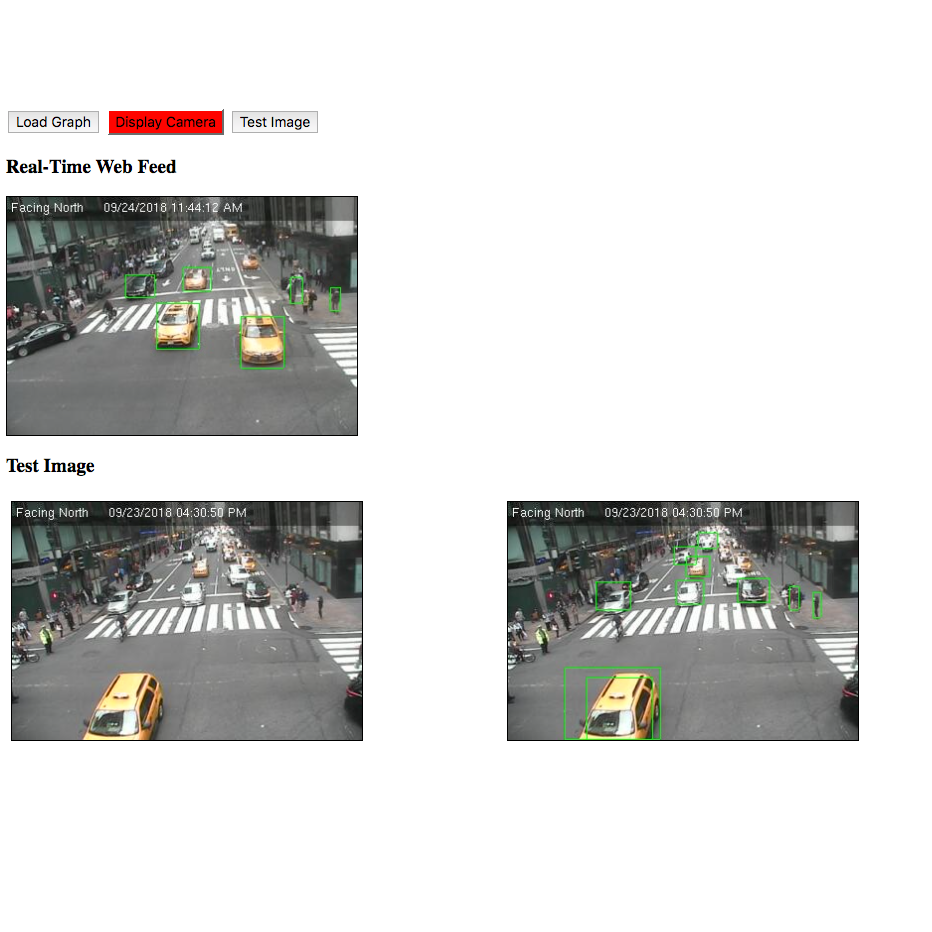 Load Graph Display Camera Test Image
Real-Time Web Feed
Facing North 09/24/2018 11:44:12 AM
ONLY
Test Image
Facing North 09/23/2018 04:30:50 PM
Facing North 09/23/2018 04:30:50 PM